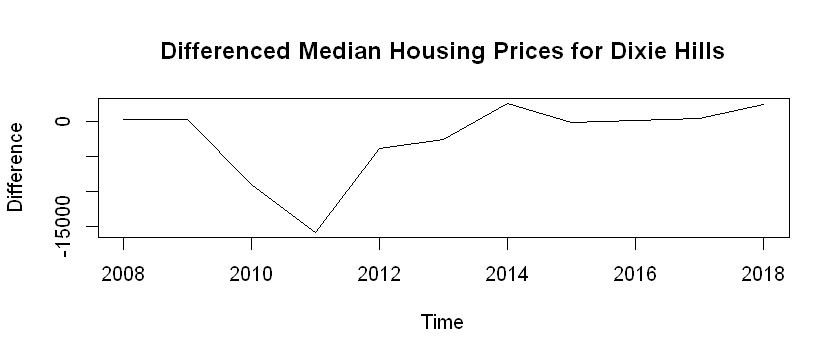 Differenced Median Housing Prices for Dixie Hills
Difference
0
-15000
2008 2010 2012 2014 2016 2018
Time